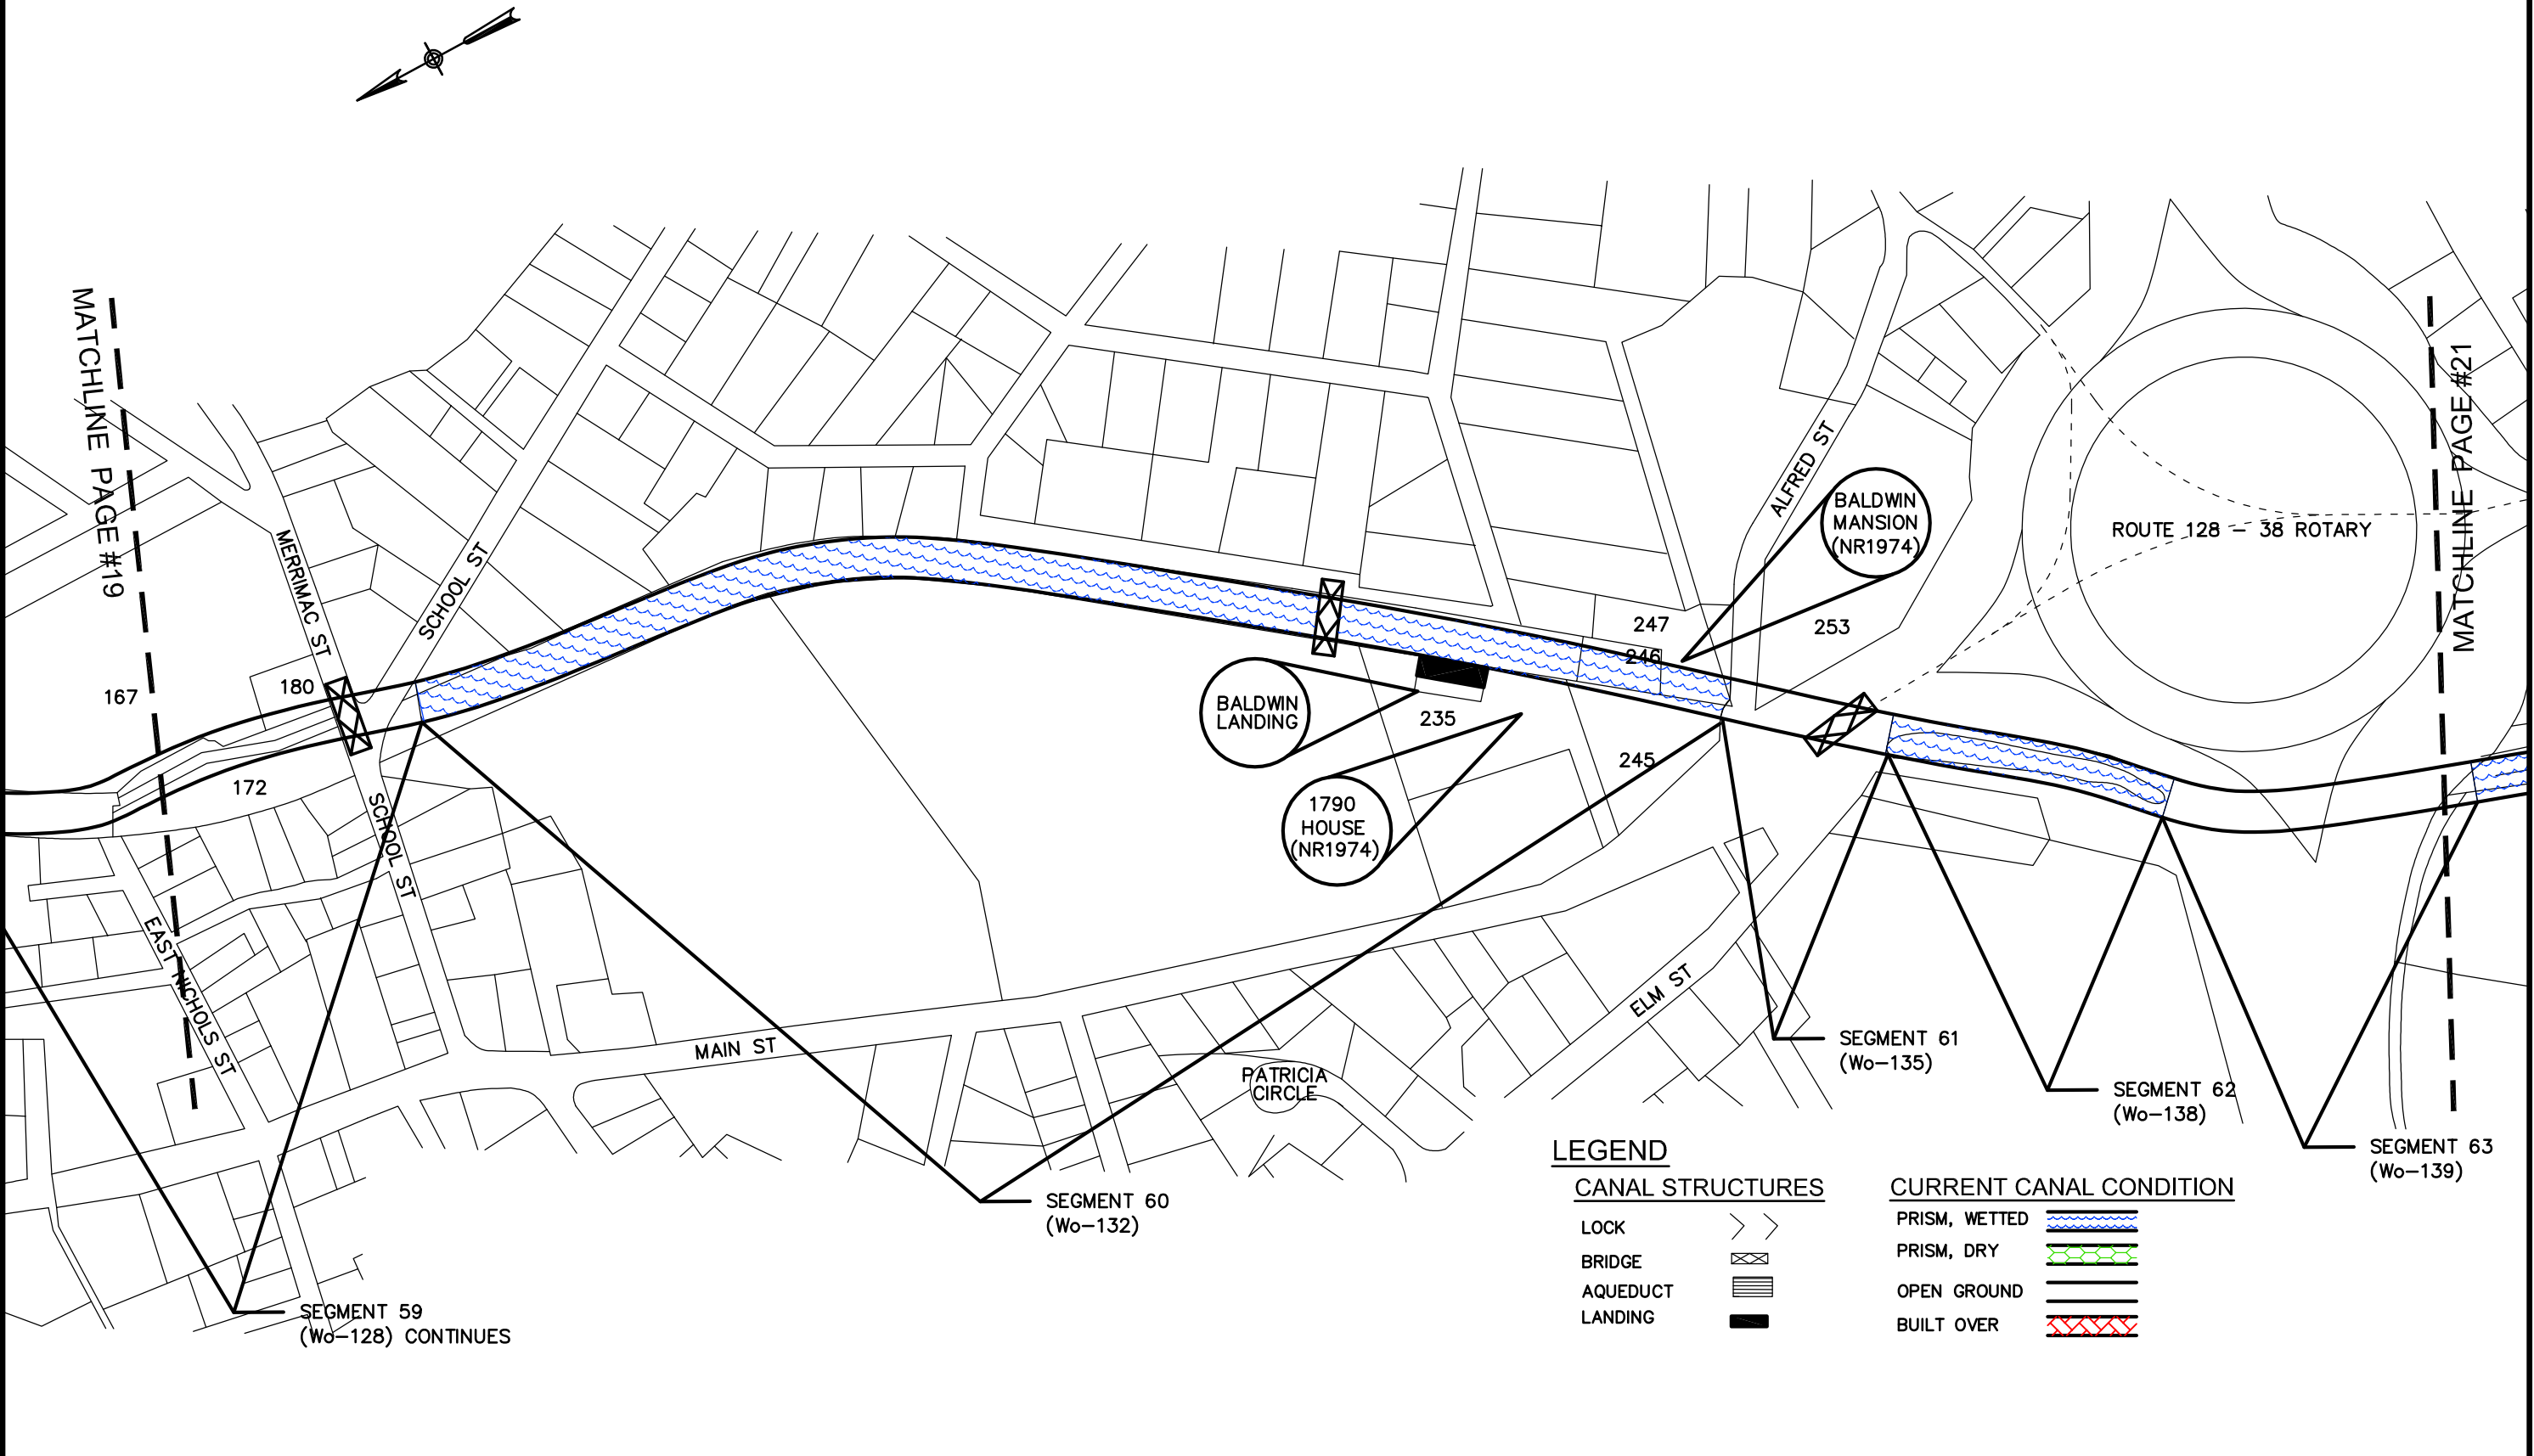 MATCHLINE PAGE #19
MERRIMAC ST
SCHOOL ST
167
180
172
SCHOOL ST
EAST NICHOLS ST
MAIN ST
BALDWIN
LANDING
235
1790
HOUSE
(NR1974)
245
246
247
253
ALFRED ST
BALDWIN
MANSION
(NR1974)
ROUTE 128 – 38 ROTARY
MATCHLINE PAGE #21
ELM ST
PATRICIA
CIRCLE
SEGMENT 59
(Wo–128) CONTINUES
SEGMENT 60
(Wo–132)
SEGMENT 61
(Wo–135)
SEGMENT 62
(Wo–138)
SEGMENT 63
(Wo–139)
LEGEND
CANAL STRUCTURES
LOCK
BRIDGE
AQUEDUCT
LANDING
CURRENT CANAL CONDITION
PRISM, WETTED
PRISM, DRY
OPEN GROUND
BUILT OVER